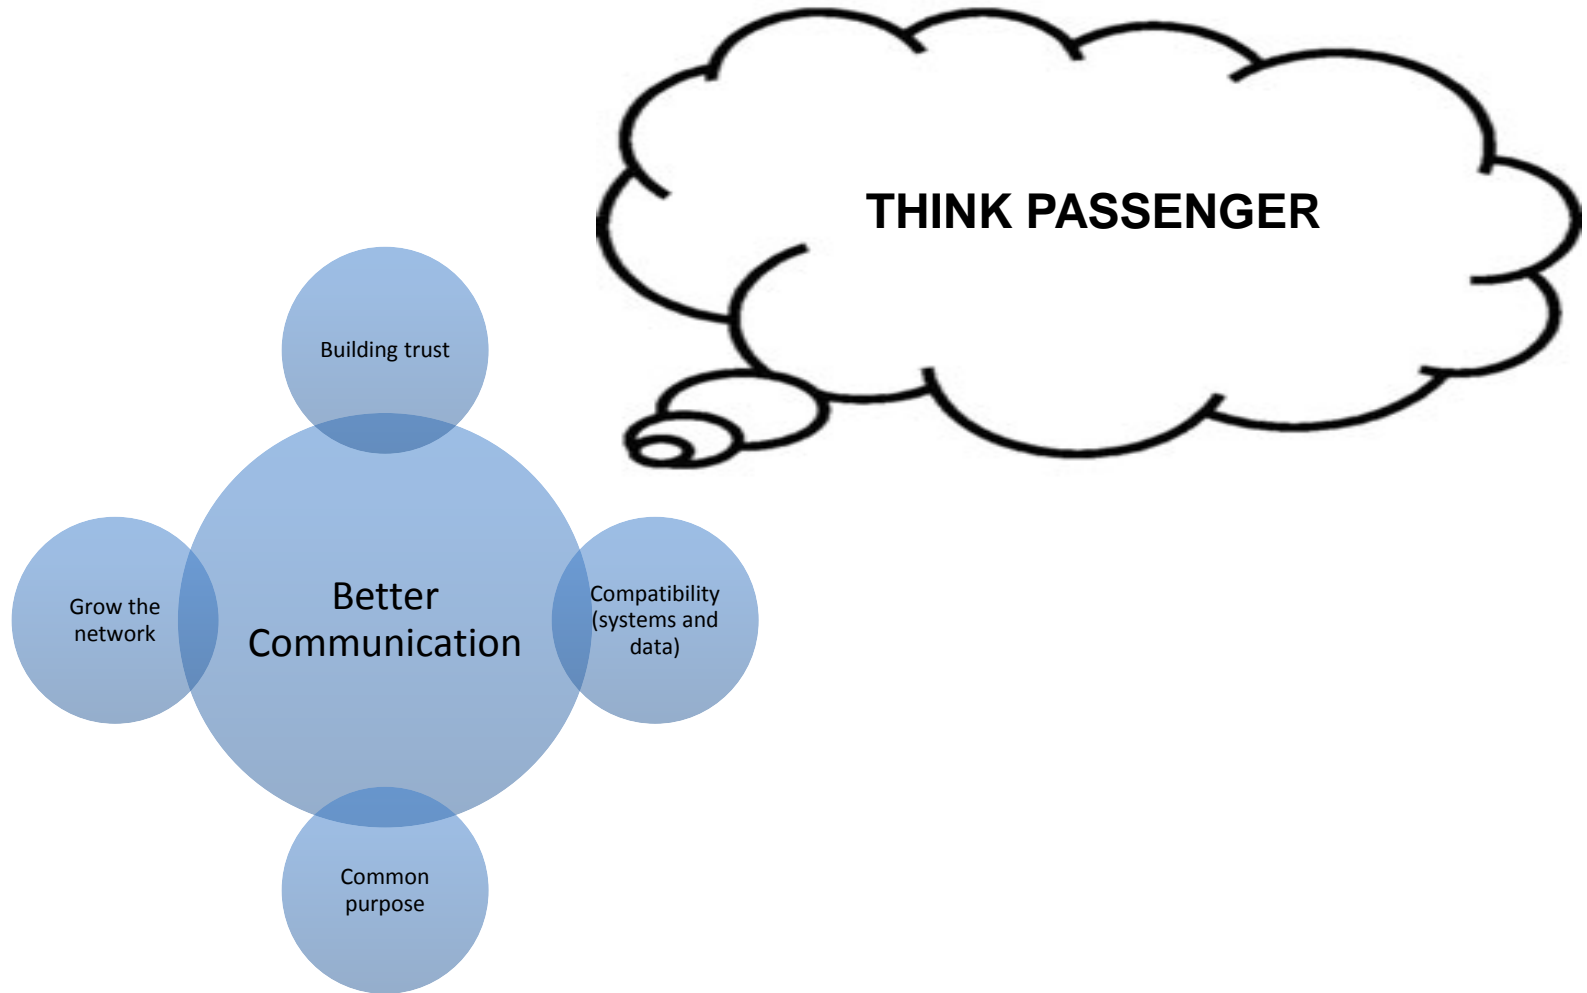 THINK PASSENGER
Building trust
Grow the
network
Better
Communication
Compatibility
(systems and
data)
Common
purpose